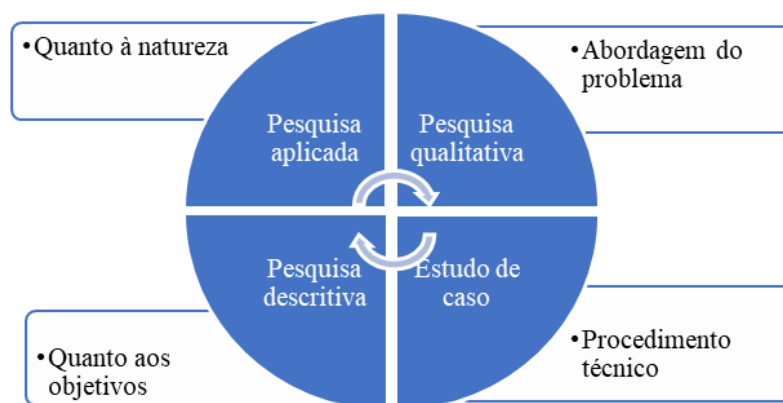 •Quanto à natureza
Pesquisa
aplicada
Pesquisa
qualitativa
•Abordagem do
problema
•Quanto aos
objetivos
Pesquisa
descritiva
Estudo de
caso
•Procedimento
técnico